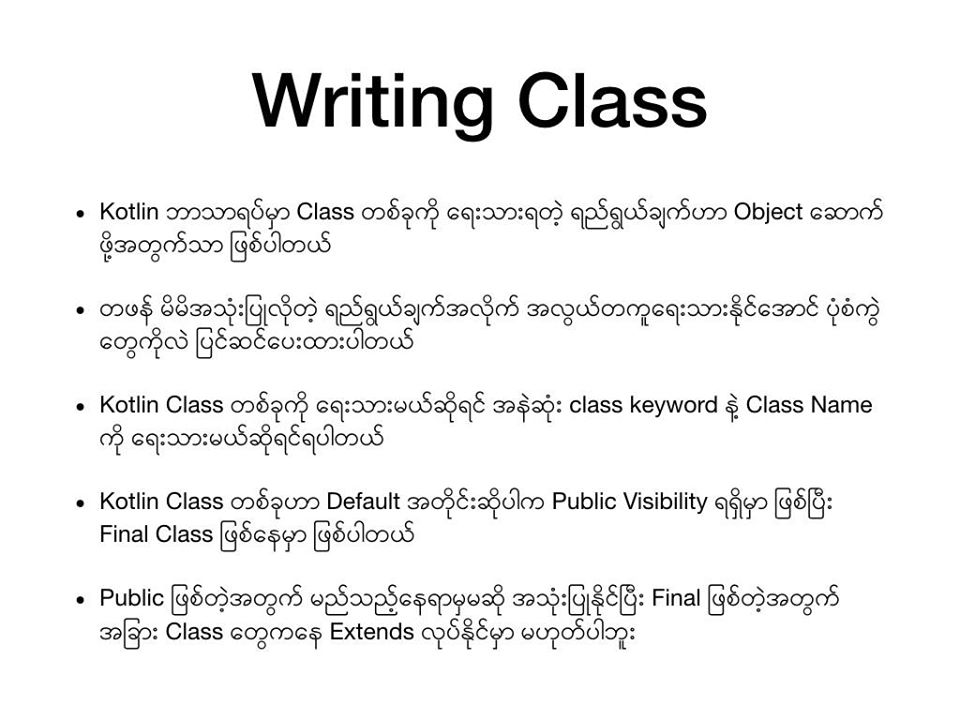 Writing Class
• Kotlin ဘာသာရပ်မှာ Class တစ်ခုကို ရေးသားရတဲ့ ရည်ရွယ်ချက်ဟာ Object ဆောက်
ဖို့အတွက်သာ ဖြစ်ပါတယ်
• တဖန် မိမိအသုံးပြုလိုတဲ့ ရည်ရွယ်ချက်အလိုက် အလွယ်တကူရေးသားနိုင်အောင် ပုံစံကွဲ
တွေကိုလဲ ပြင်ဆင်ပေးထားပါတယ်
• Kotlin Class တစ်ခုကို ရေးသားမယ်ဆိုရင် အနဲဆုံး class keyword နဲ့ Class Name
ကို ရေးသားမယ်ဆိုရင်ရပါတယ်
• Kotlin Class တစ်ခုဟာ Default အတိုင်းဆိုပါက Public Visibility ရရှိမှာ ဖြစ်ပြီး
Final Class ဖြစ်နေမှာ ဖြစ်ပါတယ်
• Public ဖြစ်တဲ့အတွက် မည်သည့်နေရာမှမဆို အသုံးပြုနိုင်ပြီး Final ဖြစ်တဲ့အတွက်
အခြား Class တွေကနေ Extends လုပ်နိုင်မှာ မဟုတ်ပါဘူး